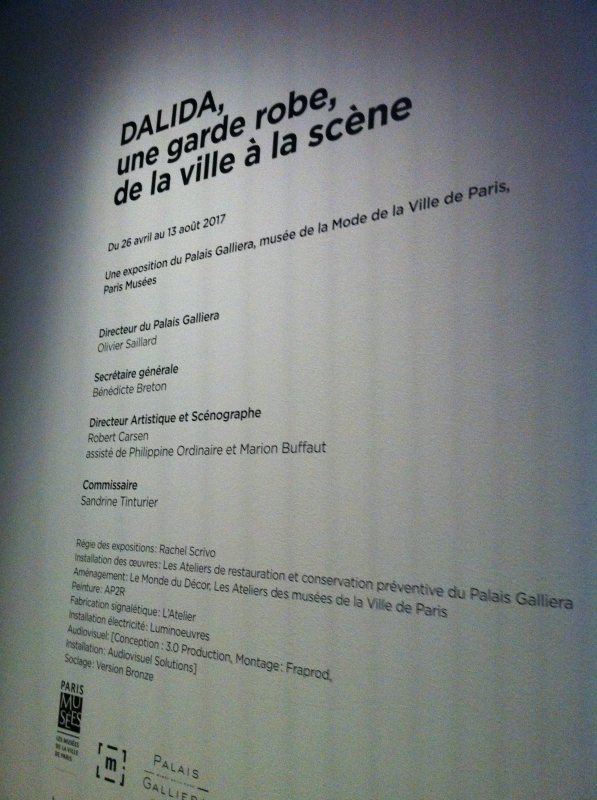 DALIDA,
une garde robe,
de la ville à la scène
Du 26 avril au 13 août 2017
Une exposition du Palais Galliera, musée de la Mode de la Ville de Paris,
Paris Musées
Directeur du Palais Galliera
Olivier Saillard
Secrétaire générale
Bénédicte Breton
Directeur Artistique et Scénographe
Robert Carsen
assisté de Philippine Ordinaire et Marion Buffaut
Commissaire
Sandrine Tinturier
Régie des expositions: Rachel Scrivo
Installation des œuvres: Les Ateliers de restauration et conservation préventive du Palais Galliera
Aménagement: Le Monde du Décor, Les Ateliers des musées de la Ville de Paris
Peinture: AP2R
Fabrication signalétique: L'Atelier
Installation électricité: Luminoeuvres
Audiovisuel: [Conception : 3.0 Production, Montage: Fraprod,
Installation: Audiovisuel Solutions]
Soclage: Version Bronze
PARIS
MU
SÉES
LES MUSÉES
DE LA VILLE
DE PARIS
m
PALAIS
GALLIER